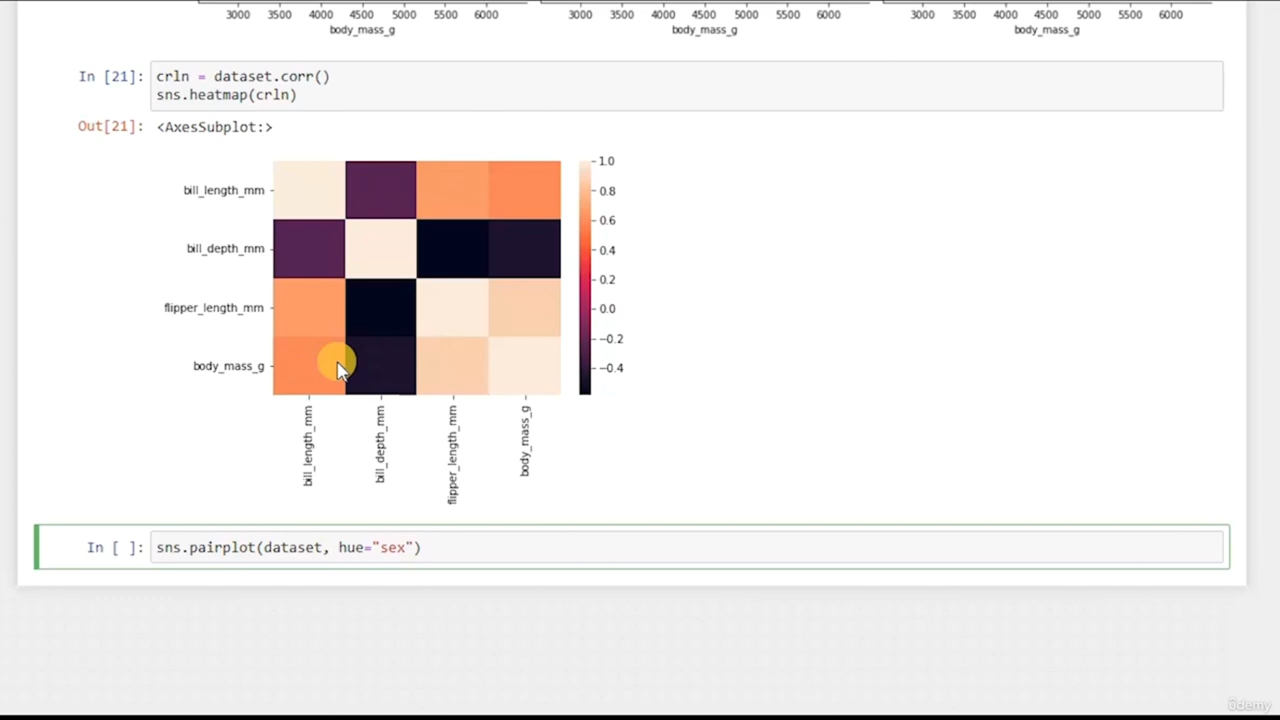 3000 3500 4000 4500 5000 5500 6000 3000 3500 4000 4500 5000 5500 6000 3000 3500 4000 4500 5000 5500 6000
body_mass_g body_mass_g body_mass_g
In [21]: crln = dataset.corr()
sns.heatmap(crln)
Out[21]: <AxesSubplot:>
1.0
bill_length_mm
0.8
0.6
bill_depth_mm
0.4
0.2
flipper_length_mm
0.0
−0.2
body_mass_g
−0.4
bill_length_mm
bill_depth_mm
flipper_length_mm
body_mass_g
In [ ]: sns.pairplot(dataset, hue="sex")
ûdemy